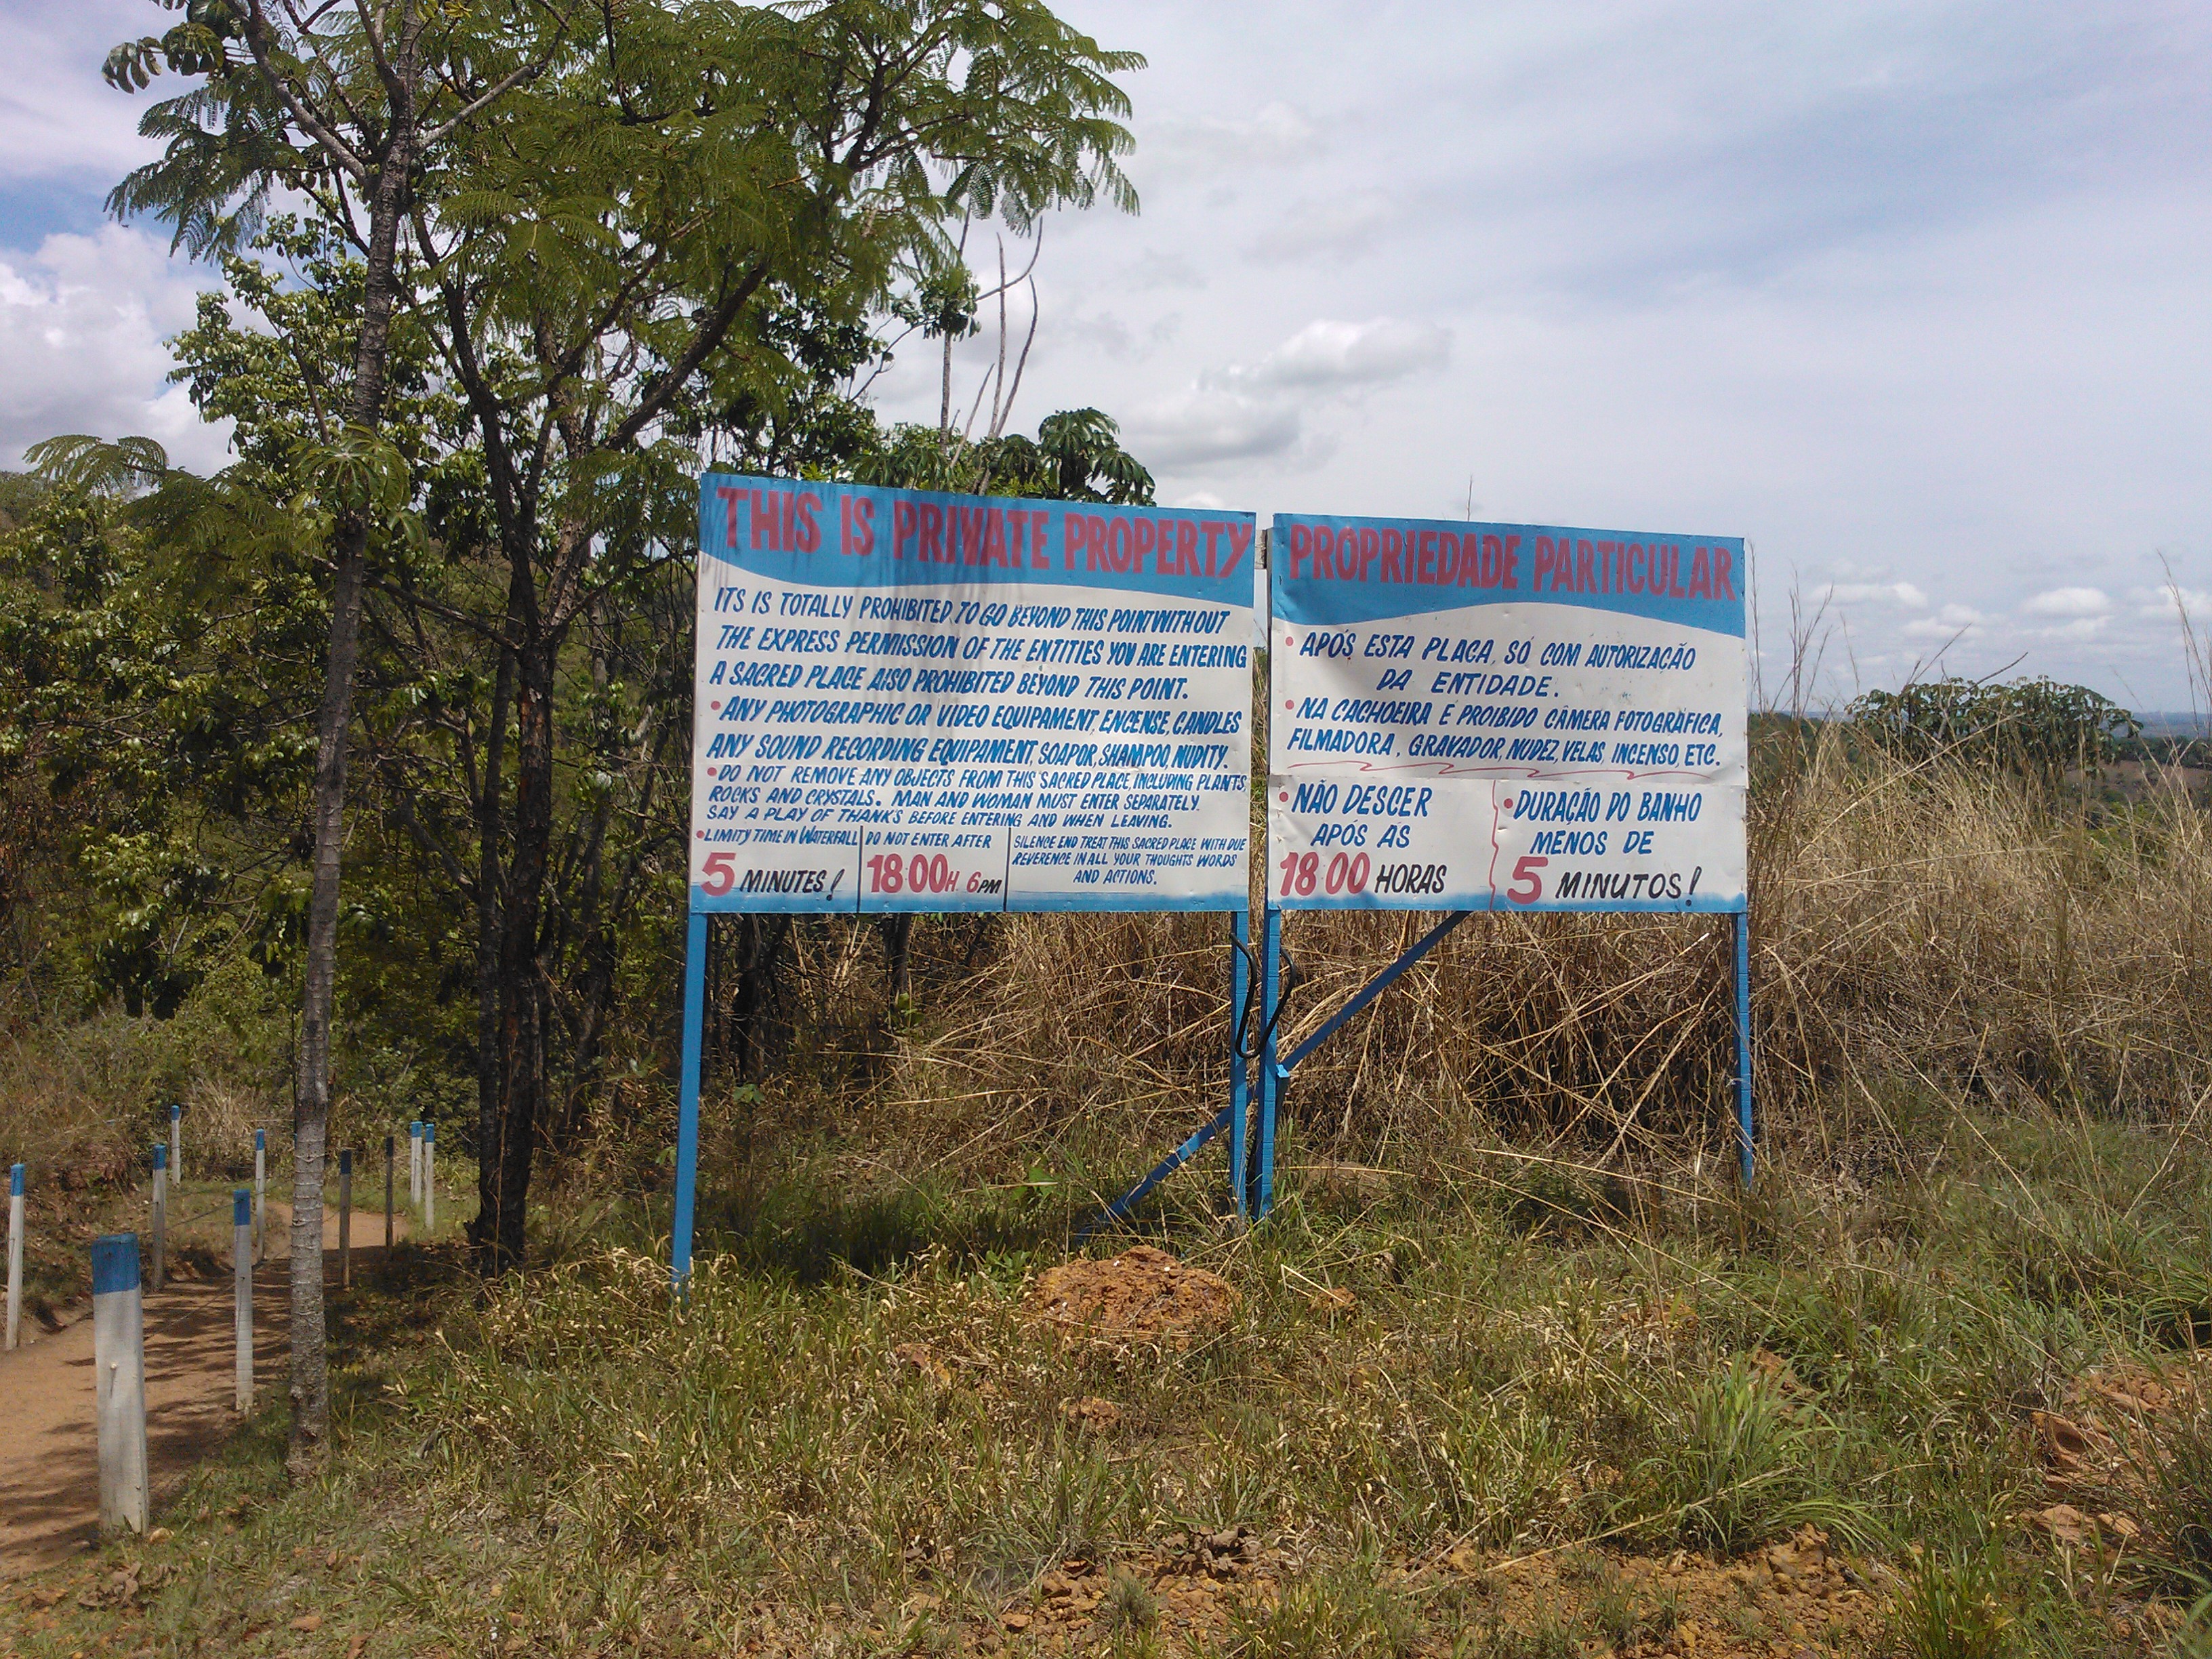 THIS IS PRIVATE PROPERTY
ITS IS TOTALLY PROHIBITED TO GO BEYOND THIS POINTWITHOUT
THE EXPRESS PERMISSION OF THE ENTITIES YOU ARE ENTERING
A SACRED PLACE AISO PROHIBITED BEYOND THIS POINT.
• ANY PHOTOGRAPHIC OR VIDEO EQUIPAMENT, ENCENSE, CANDLES
ANY SOUND RECORDING EQUIPAMENT, SOAPOR, SHAMPOO, NUDITY.
• DO NOT REMOVE ANY OBJECTS FROM THIS SACRED PLACE, INCLUDING PLANTS,
ROCKS AND CRYSTALS. MAN AND WOMAN MUST ENTER SEPARATELY.
SAY A PLAY OF THANKS BEFORE ENTERING AND WHEN LEAVING.
• LIMITY TIME IN WATERFALL
5 MINUTES!
DO NOT ENTER AFTER
18:00H. 6PM
SILENCE END TREAT THIS SACRED PLACE WITH DUE
REVERENCE IN ALL YOUR THOUGHTS WORDS
AND ACTIONS.
PROPRIEDADE PARTICULAR
• APÓS ESTA PLACA, SÓ COM AUTORIZAÇÃO
DA ENTIDADE.
• NA CACHOEIRA É PROIBIDO CÂMERA FOTOGRÁFICA,
FILMADORA, GRAVADOR, NUDEZ, VELAS, INCENSO, ETC.
• NÃO DESCER
APÓS AS
18:00 HORAS
• DURAÇÃO DO BANHO
MENOS DE
5 MINUTOS!